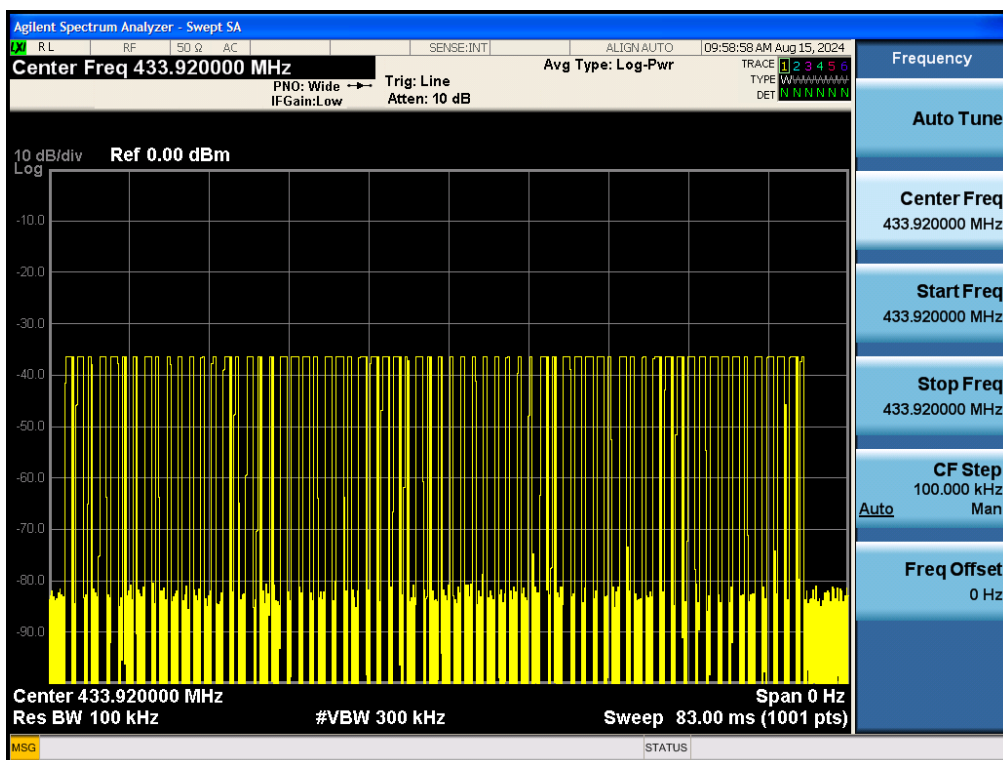 Agilent Spectrum Analyzer - Swept SA
LXI RL RF 50 Ω AC SENSE:INT ALIGN AUTO 09:58:58 AM Aug 15, 2024
Center Freq 433.920000 MHz
PNO: Wide
IFGain:Low
Trig: Line
Atten: 10 dB
Avg Type: Log-Pwr
TRACE 1 2 3 4 5 6
TYPE W
DET N N N N N N
10 dB/div Ref 0.00 dBm
Log
-10.0
-20.0
-30.0
-40.0
-50.0
-60.0
-70.0
-80.0
-90.0
Center 433.920000 MHz Span 0 Hz
Res BW 100 kHz #VBW 300 kHz Sweep 83.00 ms (1001 pts)
MSG STATUS
Frequency
Auto Tune
Center Freq
433.920000 MHz
Start Freq
433.920000 MHz
Stop Freq
433.920000 MHz
CF Step
100.000 kHz
Auto Man
Freq Offset
0 Hz